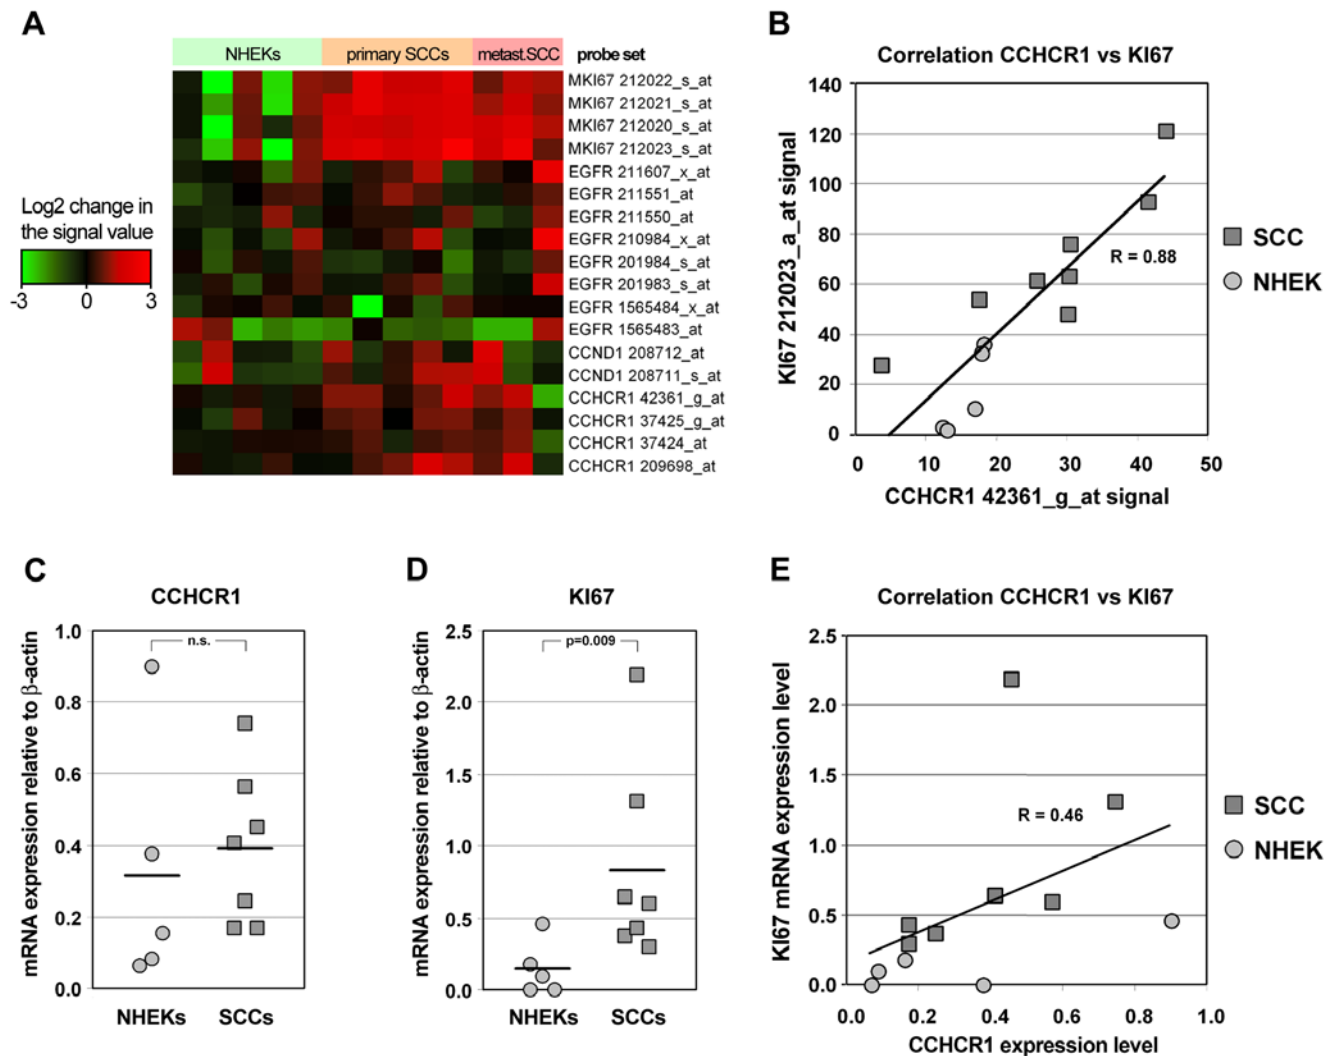 A
NHEKs primary SCCs metast.SCC probe set
MKI67 212022_s_at
MKI67 212021_s_at
MKI67 212020_s_at
MKI67 212023_s_at
EGFR 211607_x_at
EGFR 211551_at
EGFR 211550_at
EGFR 210984_x_at
EGFR 201984_s_at
EGFR 201983_s_at
EGFR 1565484_x_at
EGFR 1565483_at
CCND1 208712_at
CCND1 208711_s_at
CCHCR1 42361_g_at
CCHCR1 37425_g_at
CCHCR1 37424_at
CCHCR1 209698_at
Log2 change in
the signal value
-3 0 3
B
Correlation CCHCR1 vs KI67
KI67 212023_a_at signal
140
120
100
80
60
40
20
0
0 10 20 30 40 50
CCHCR1 42361_g_at signal
R = 0.88
SCC
NHEK
C
CCHCR1
mRNA expression relative to β-actin
1.0
0.8
0.6
0.4
0.2
0.0
n.s.
NHEKs SCCs
D
KI67
mRNA expression relative to β-actin
2.5
2.0
1.5
1.0
0.5
0.0
p=0.009
NHEKs SCCs
E
Correlation CCHCR1 vs KI67
KI67 mRNA expression level
2.5
2.0
1.5
1.0
0.5
0.0
0.0 0.2 0.4 0.6 0.8 1.0
CCHCR1 expression level
R = 0.46
SCC
NHEK